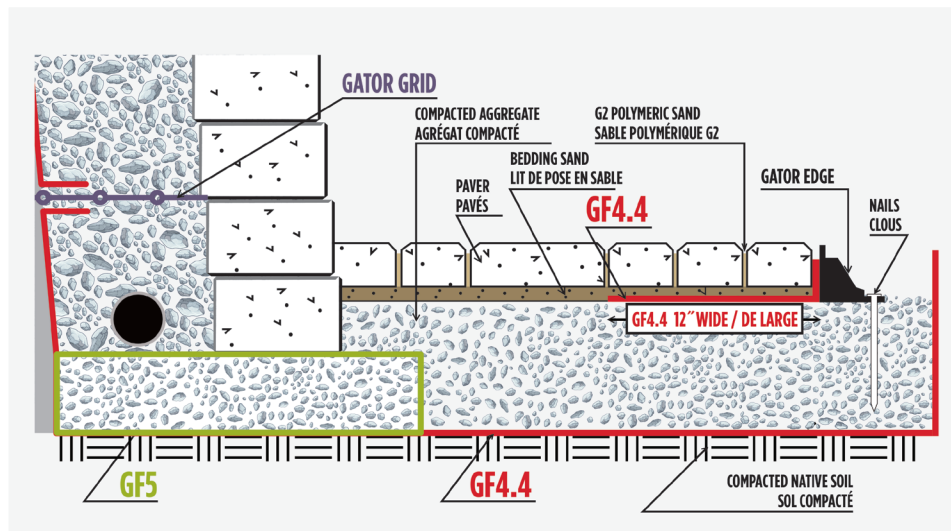 GATOR GRID
COMPACTED AGGREGATE
AGRÉGAT COMPACTÉ
G2 POLYMERIC SAND
SABLE POLYMÉRIQUE G2
BEDDING SAND
LIT DE POSE EN SABLE
PAVER
PAVÉS
GF4.4
GATOR EDGE
NAILS
CLOUS
GF4.4 12″ WIDE / DE LARGE
GF5
GF4.4
COMPACTED NATIVE SOIL
SOL COMPACTÉ